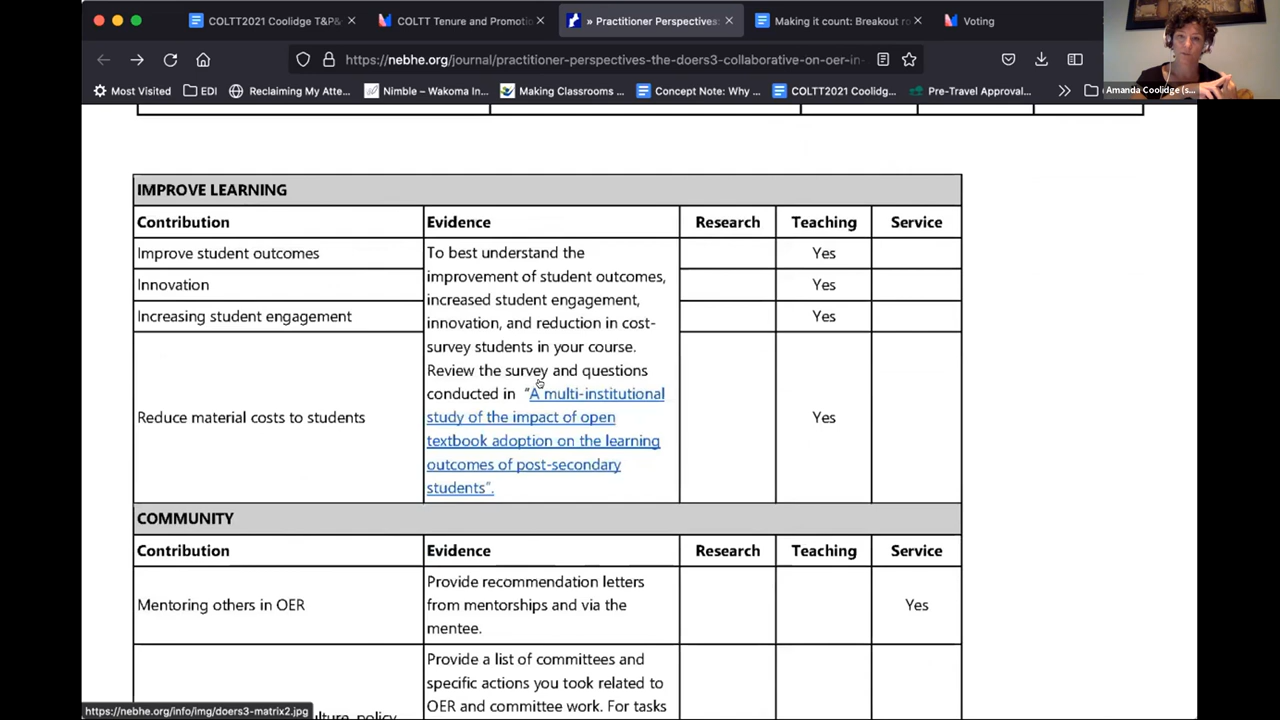 COLTT2021 Coolidge T&P&
COLTT Tenure and Promotio
» Practitioner Perspectives:
Making it count: Breakout ro
Voting
https://nebhe.org/journal/practitioner-perspectives-the-doers3-collaborative-on-oer-in-
Most Visited
EDI
Reclaiming My Atte...
Nimble – Wakoma In...
Making Classrooms ...
Concept Note: Why ...
COLTT2021 Coolidg...
Pre-Travel Approval...
Amanda Coolidge (s...
IMPROVE LEARNING
Contribution Evidence Research Teaching Service
Improve student outcomes
Yes
Innovation
Yes
Increasing student engagement
Yes
Reduce material costs to students
Yes
To best understand the
improvement of student outcomes,
increased student engagement,
innovation, and reduction in cost-
survey students in your course.
Review the survey and questions
conducted in "A multi-institutional
study of the impact of open
textbook adoption on the learning
outcomes of post-secondary
students".
COMMUNITY
Contribution Evidence Research Teaching Service
Mentoring others in OER
Provide recommendation letters
from mentorships and via the
mentee.
Yes
Provide a list of committees and
specific actions you took related to
OER and committee work. For tasks
ulture, policy
https://nebhe.org/info/img/doers3-matrix2.jpg